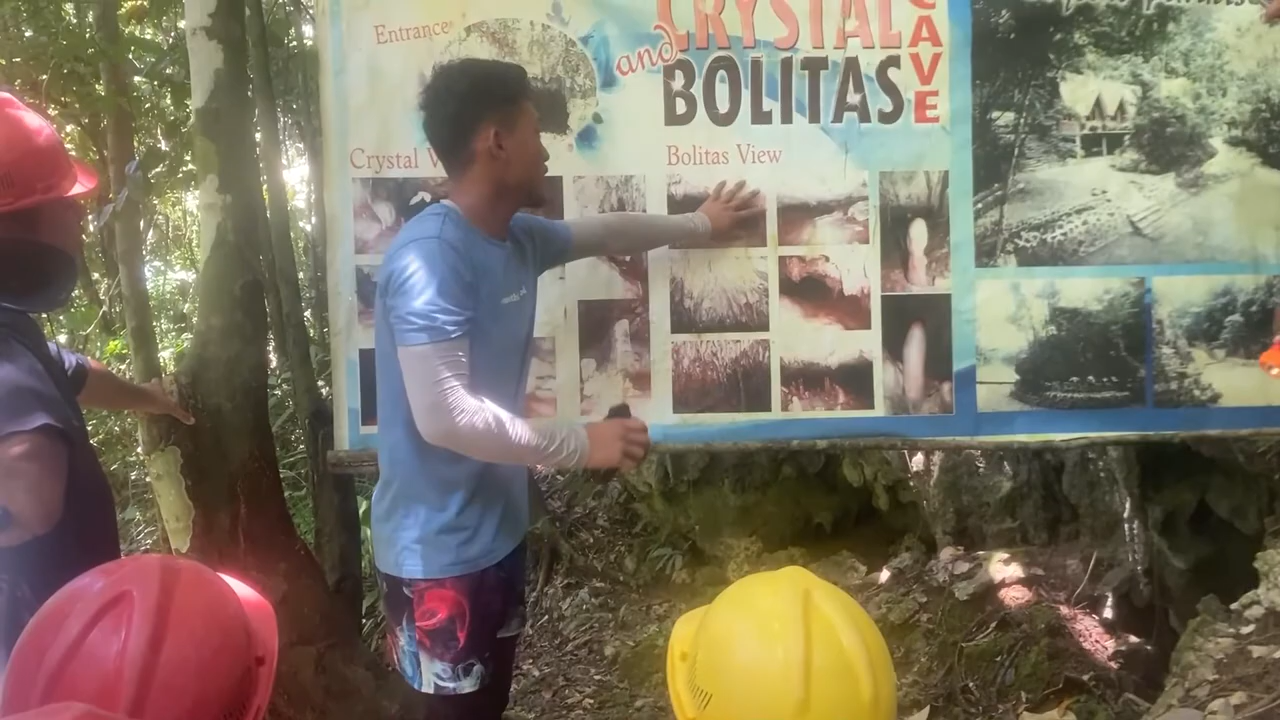 Entrance
and
CRYSTAL
BOLITAS
CAVE
Crystal
Bolitas View